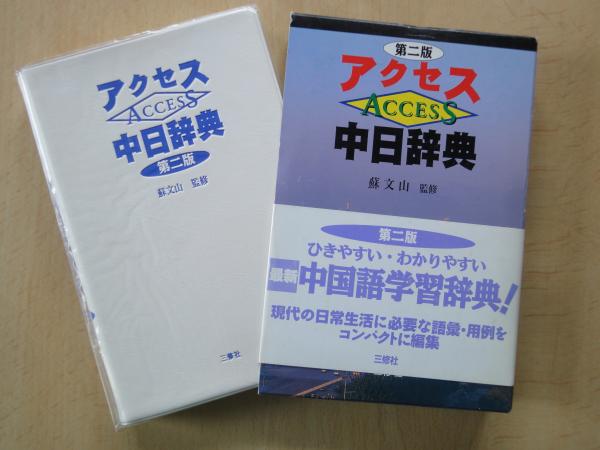 アクセス
ACCESS
中日辞典
第二版
蘇文山 監修
三修社
第二版
アクセス
ACCESS
中日辞典
蘇文山 監修
第二版
ひきやすい・わかりやすい
最新中国語学習辞典!
現代の日常生活に必要な語彙・用例を
コンパクトに編集
三修社